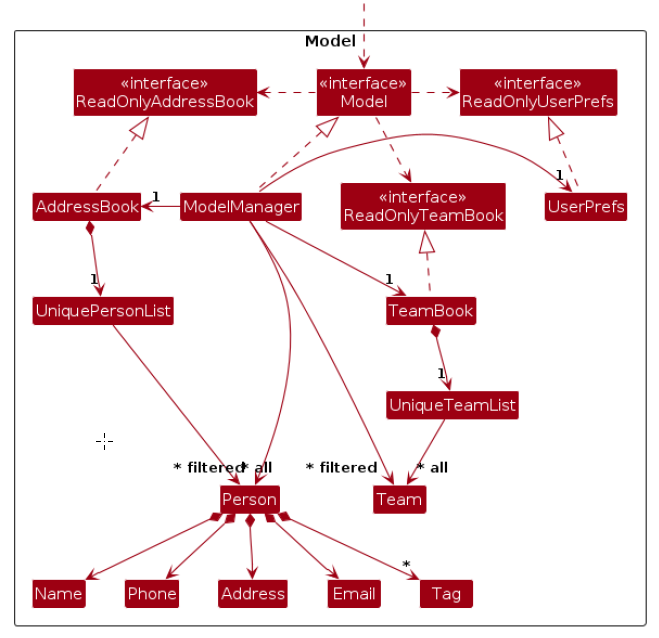 Model
«interface»
ReadOnlyAddressBook
«interface»
Model
«interface»
ReadOnlyUserPrefs
AddressBook
1
ModelManager
«interface»
ReadOnlyTeamBook
1
UserPrefs
1
UniquePersonList
1
TeamBook
1
UniqueTeamList
* filtered
* all
* filtered
* all
Person
Team
Name
Phone
Address
Email
*
Tag